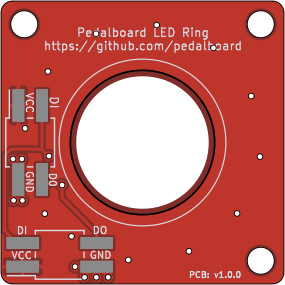 Pedalboard LED Ring
https://github.com/pedalboard
VCC DI
GND DO
DI DO
VCC GND
PCB: v1.0.0